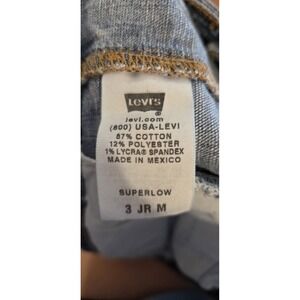 Levi's
levi.com
(800) USA-LEVI
87% COTTON
12% POLYESTER
1% LYCRA® SPANDEX
MADE IN MEXICO
SUPERLOW
3 JR M